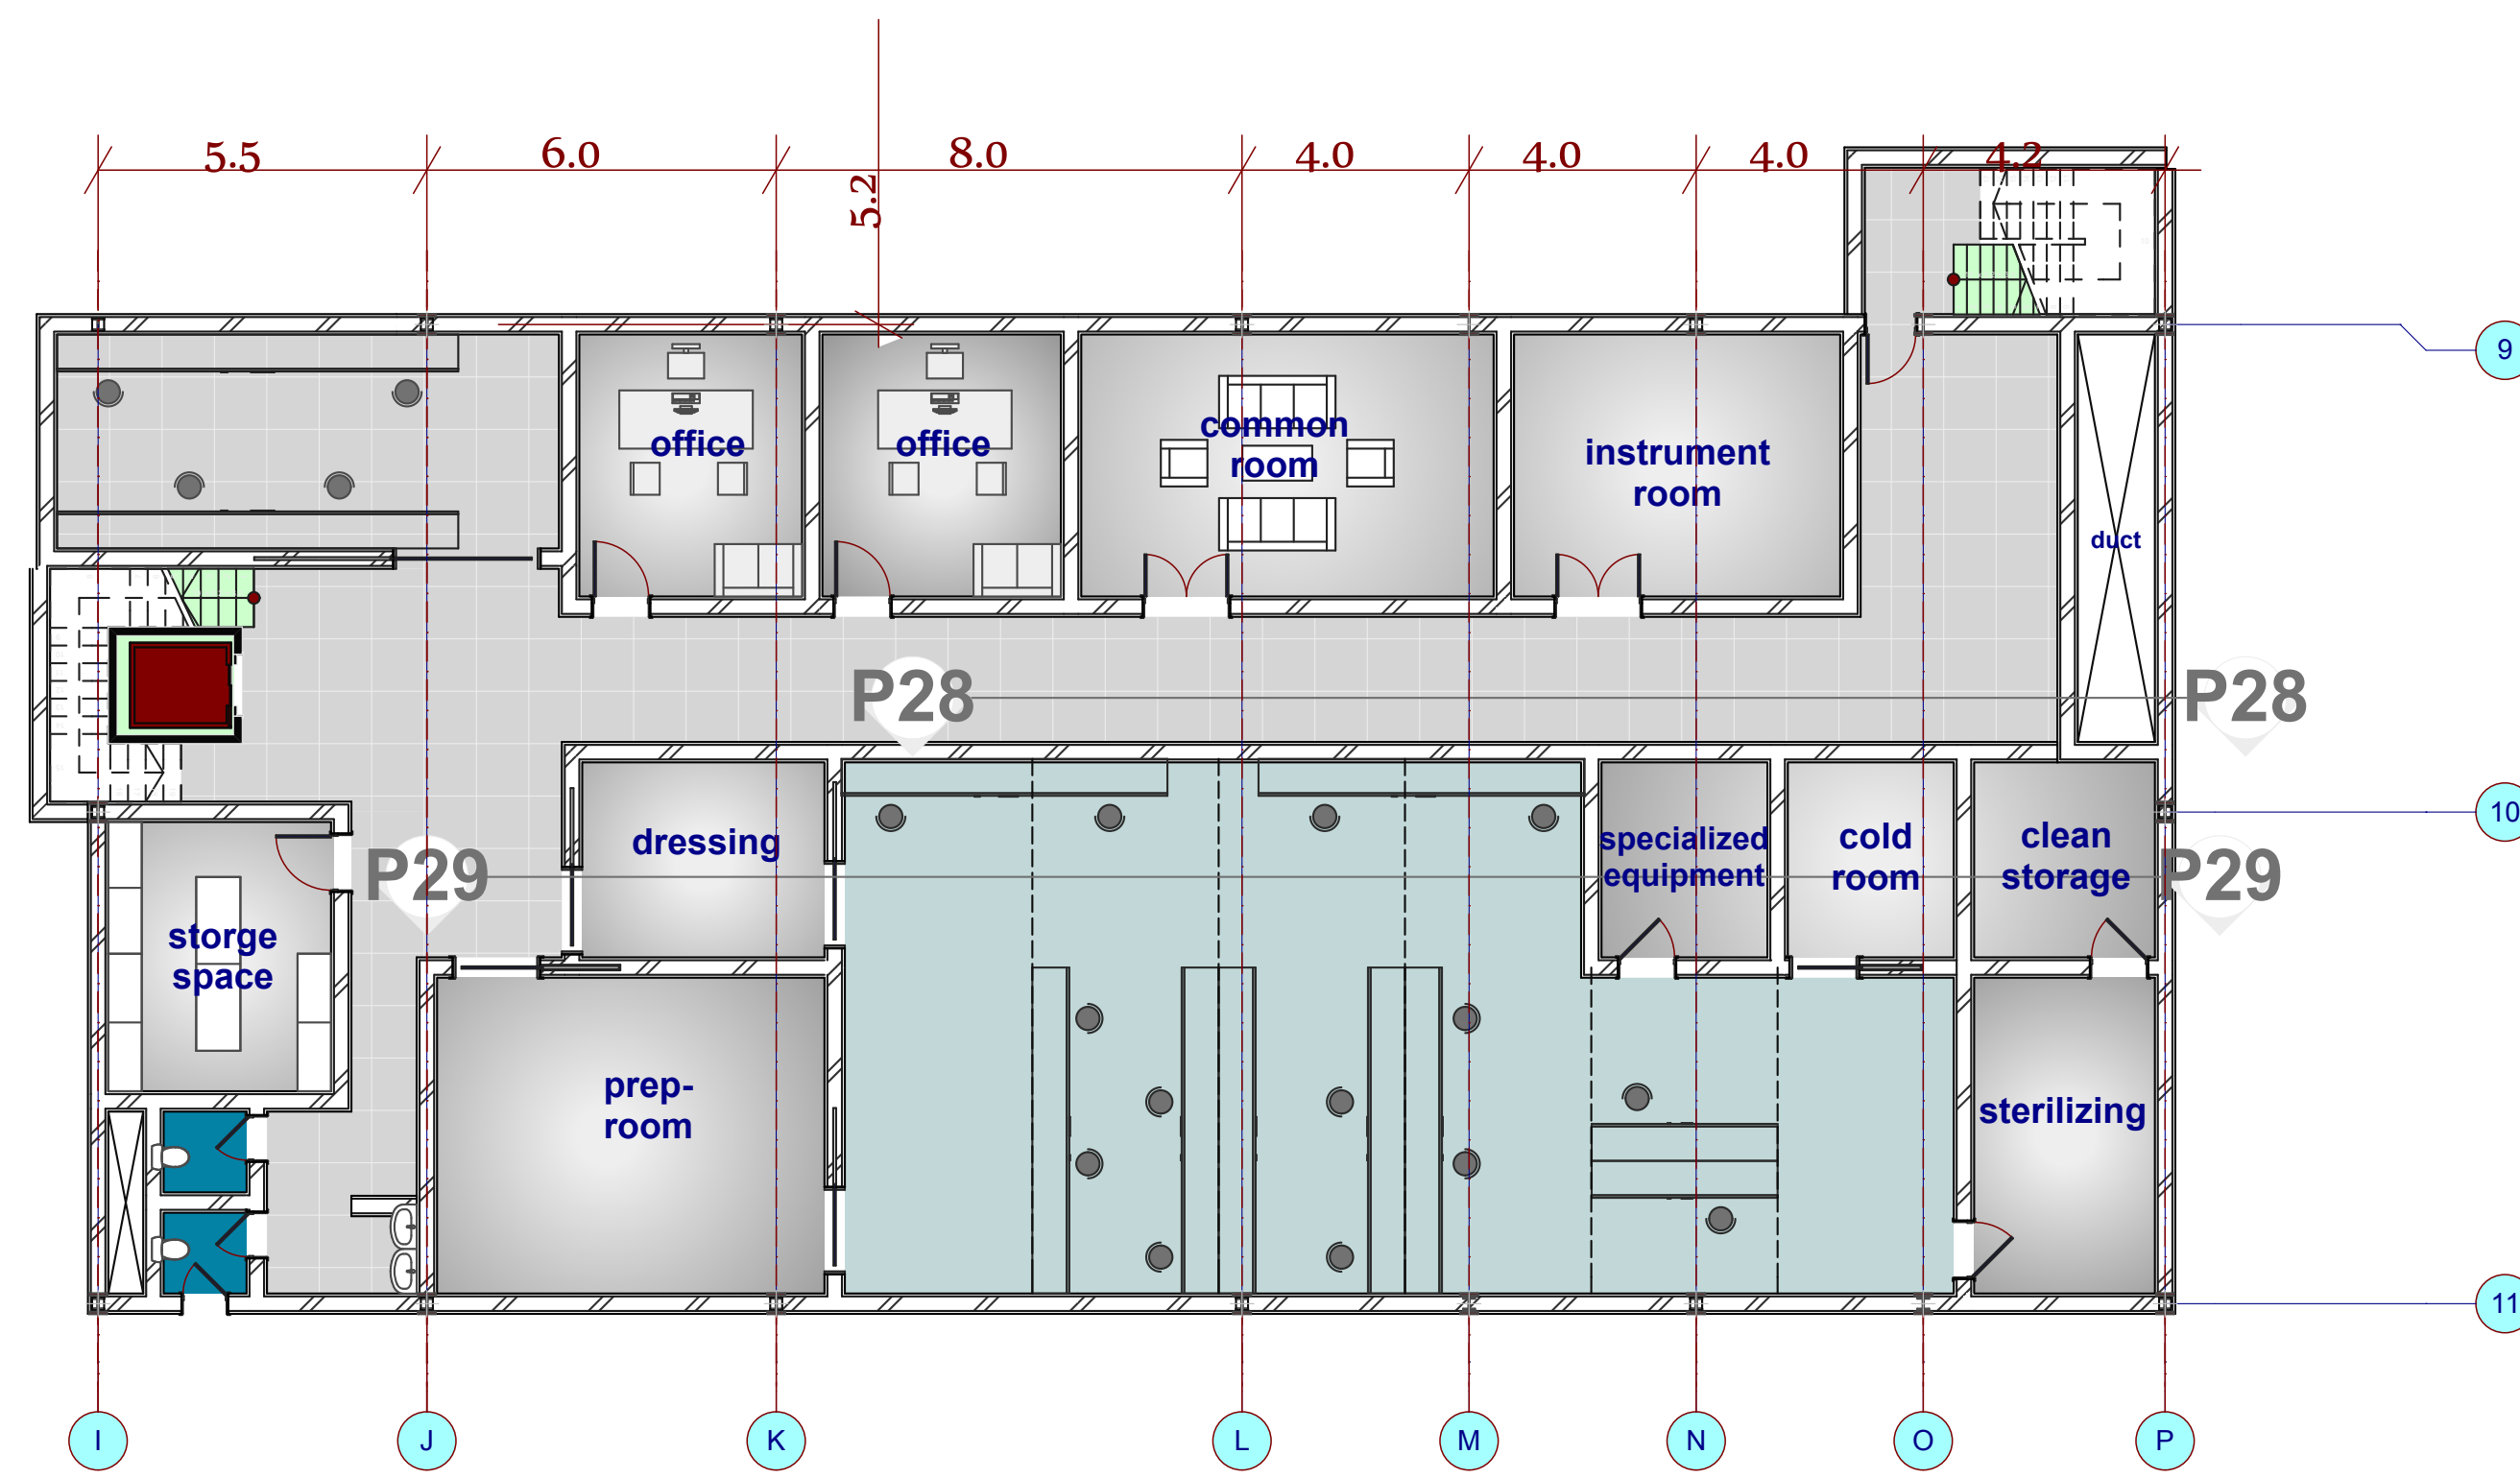 5.5
6.0
8.0
4.0
4.0
4.0
4.2
5.2
9
office
office
common
room
instrument
room
duct
P28
P28
10
dressing
specialized
equipment
cold
room
clean
storage
P29
P29
storge
space
prep-
room
sterilizing
11
I
J
K
L
M
N
O
P